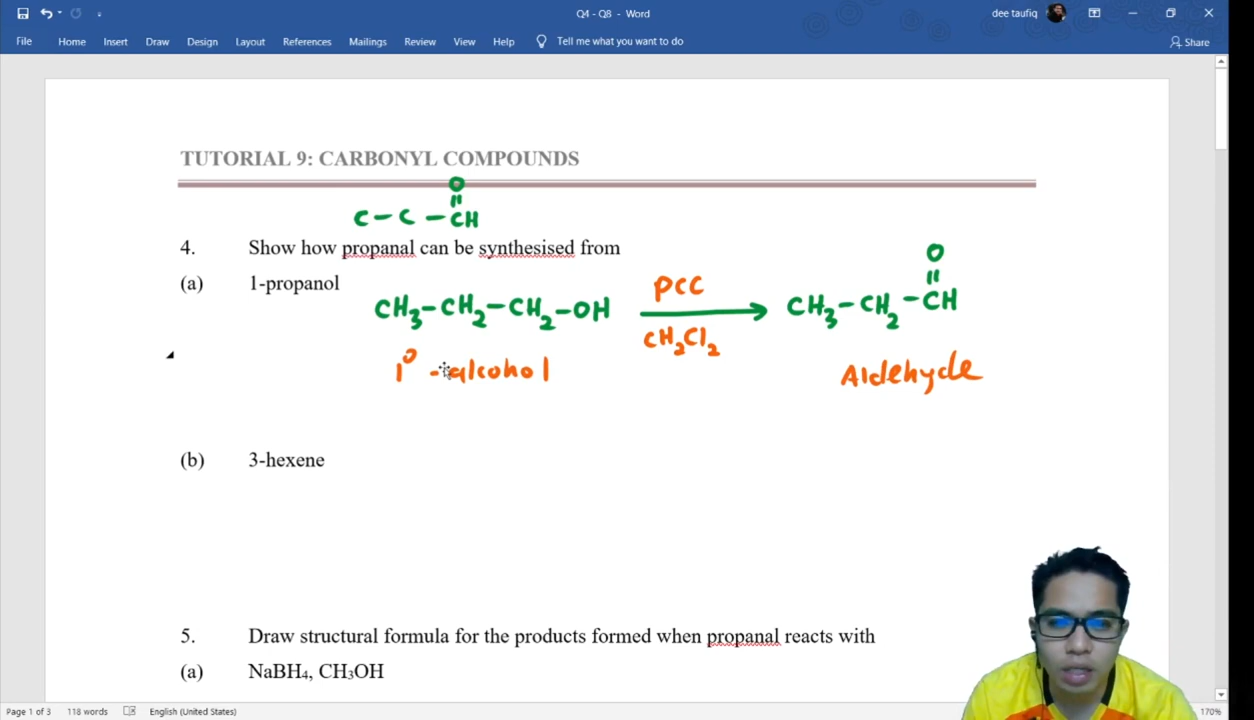 Q4 - Q8 - Word
dee taufiq
File Home Insert Draw Design Layout References Mailings Review View Help Tell me what you want to do Share
TUTORIAL 9: CARBONYL COMPOUNDS
O
||
C - C - CH
4. Show how propanal can be synthesised from
(a) 1-propanol
O
||
CH3-CH2-CH2-OH PCC CH3-CH2-CH
CH2Cl2
1° -alcohol Aldehyde
(b) 3-hexene
5. Draw structural formula for the products formed when propanal reacts with
(a) NaBH4, CH3OH
Page 1 of 3 118 words English (United States) 170%